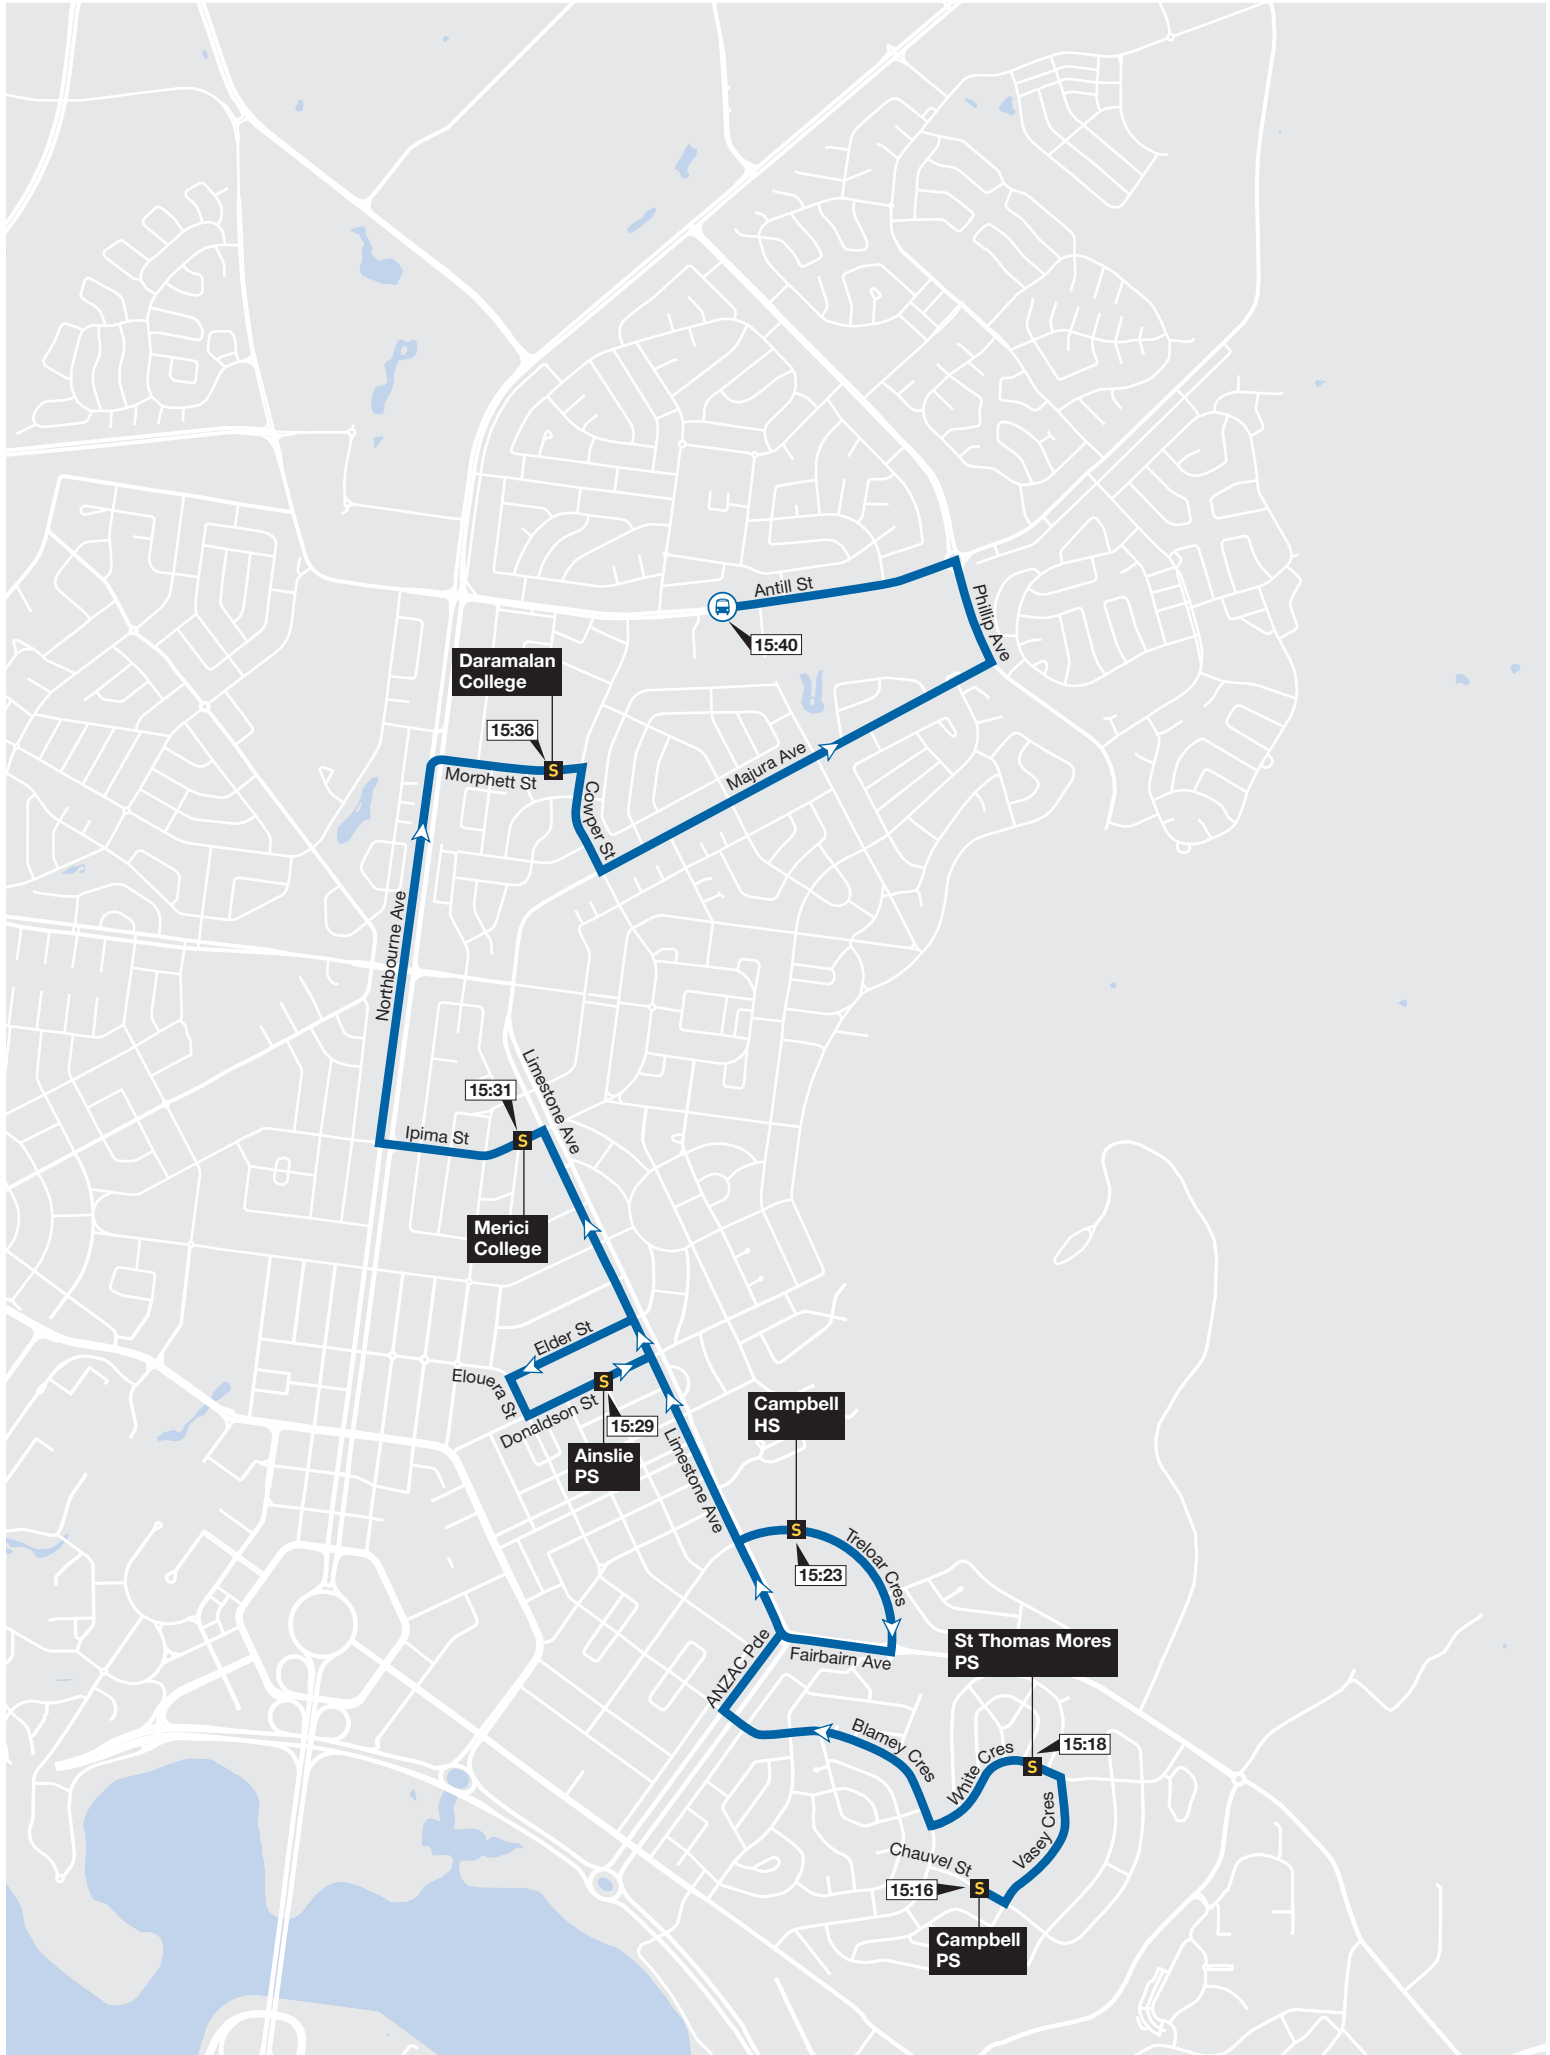 Antill St
Phillip Ave
15:40
Daramalan
College
15:36
S
Morphett St
Cowper St
Majura Ave
Northbourne Ave
Limestone Ave
15:31
Ipima St
S
Merici
College
Elder St
Elouera St
S
Donaldson St
15:29
Ainslie
PS
Limestone Ave
Campbell
HS
S
Treloar Cres
15:23
ANZAC Pde
Fairbairn Ave
St Thomas Mores
PS
Blamey Cres
White Cres
15:18
S
Vasey Cres
Chauvel St
15:16
S
Campbell
PS